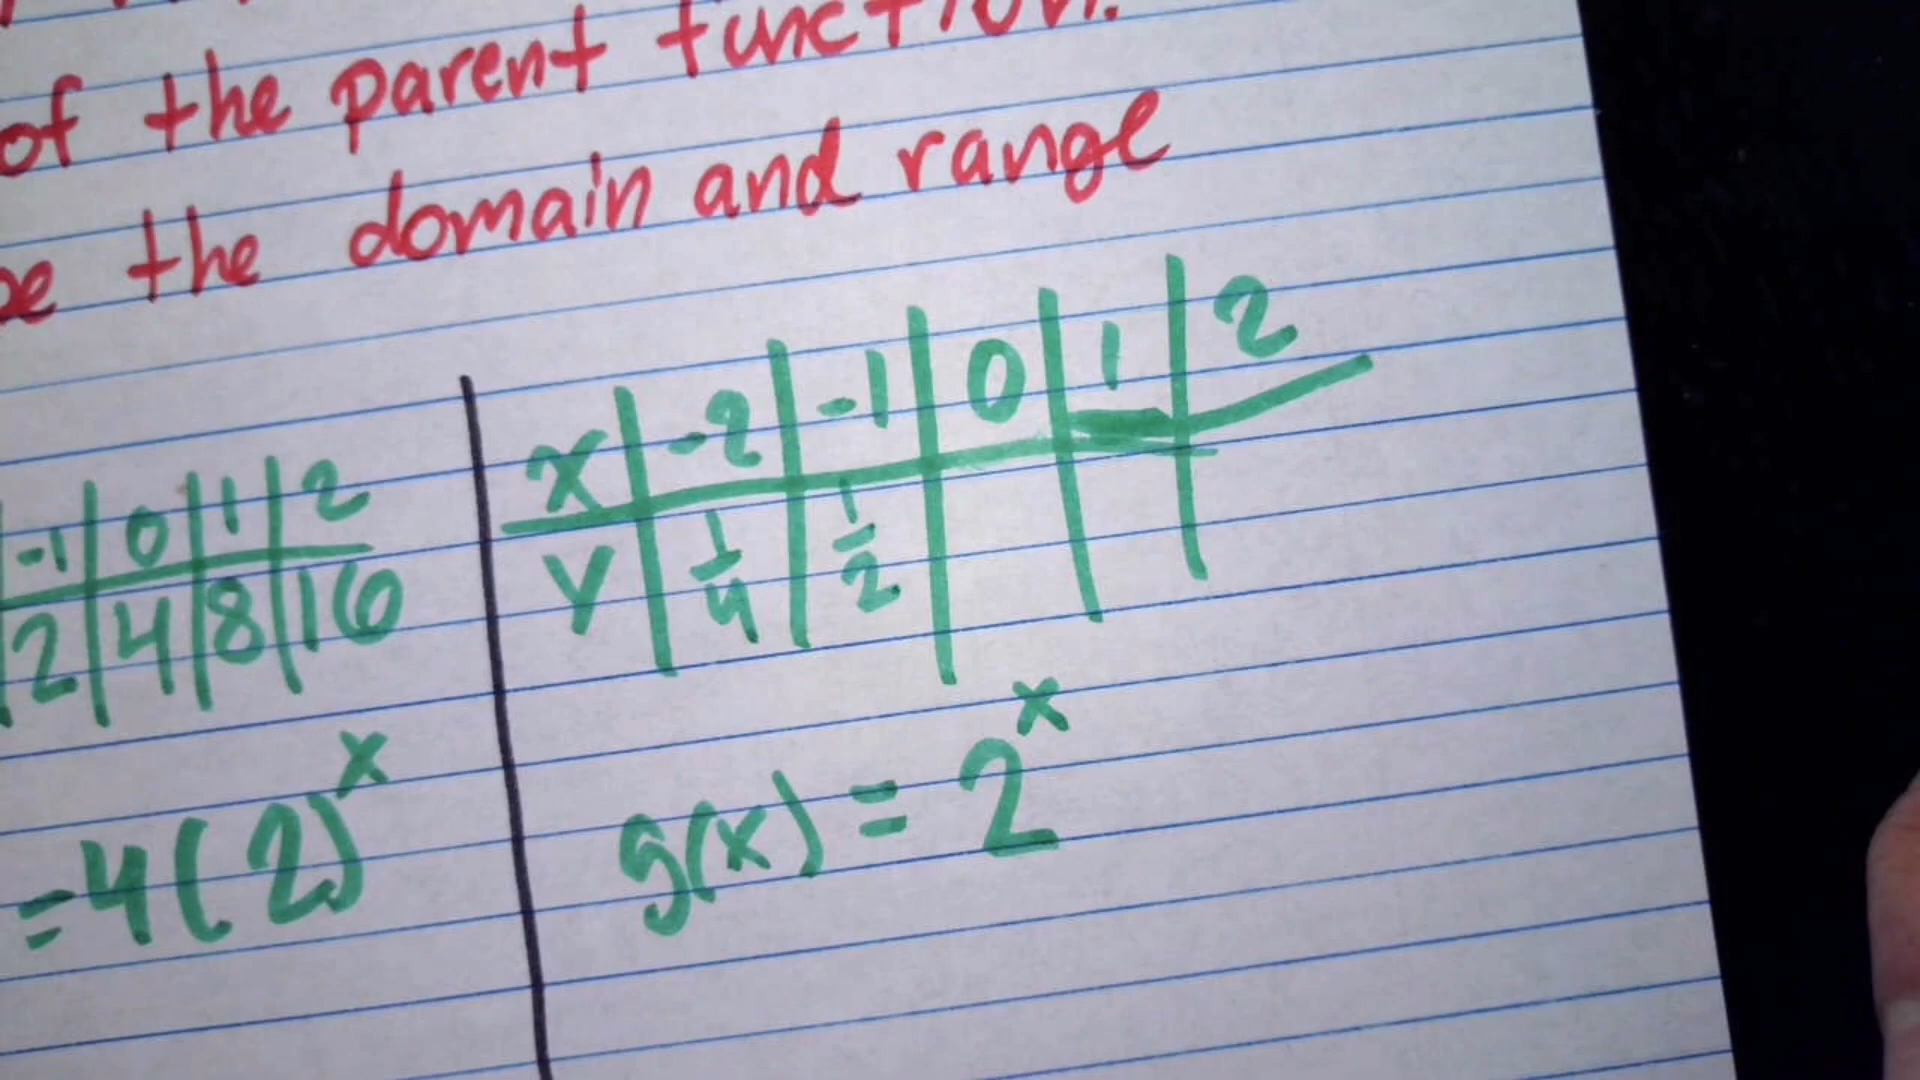 of the parent function.
the domain and range
-1 | 0 | 1 | 2
2 | 4 | 8 | 16
= 4(2)^x
x | -2 | -1 | 0 | 1 | 2
y | 1/4 | 1/2
g(x) = 2^x